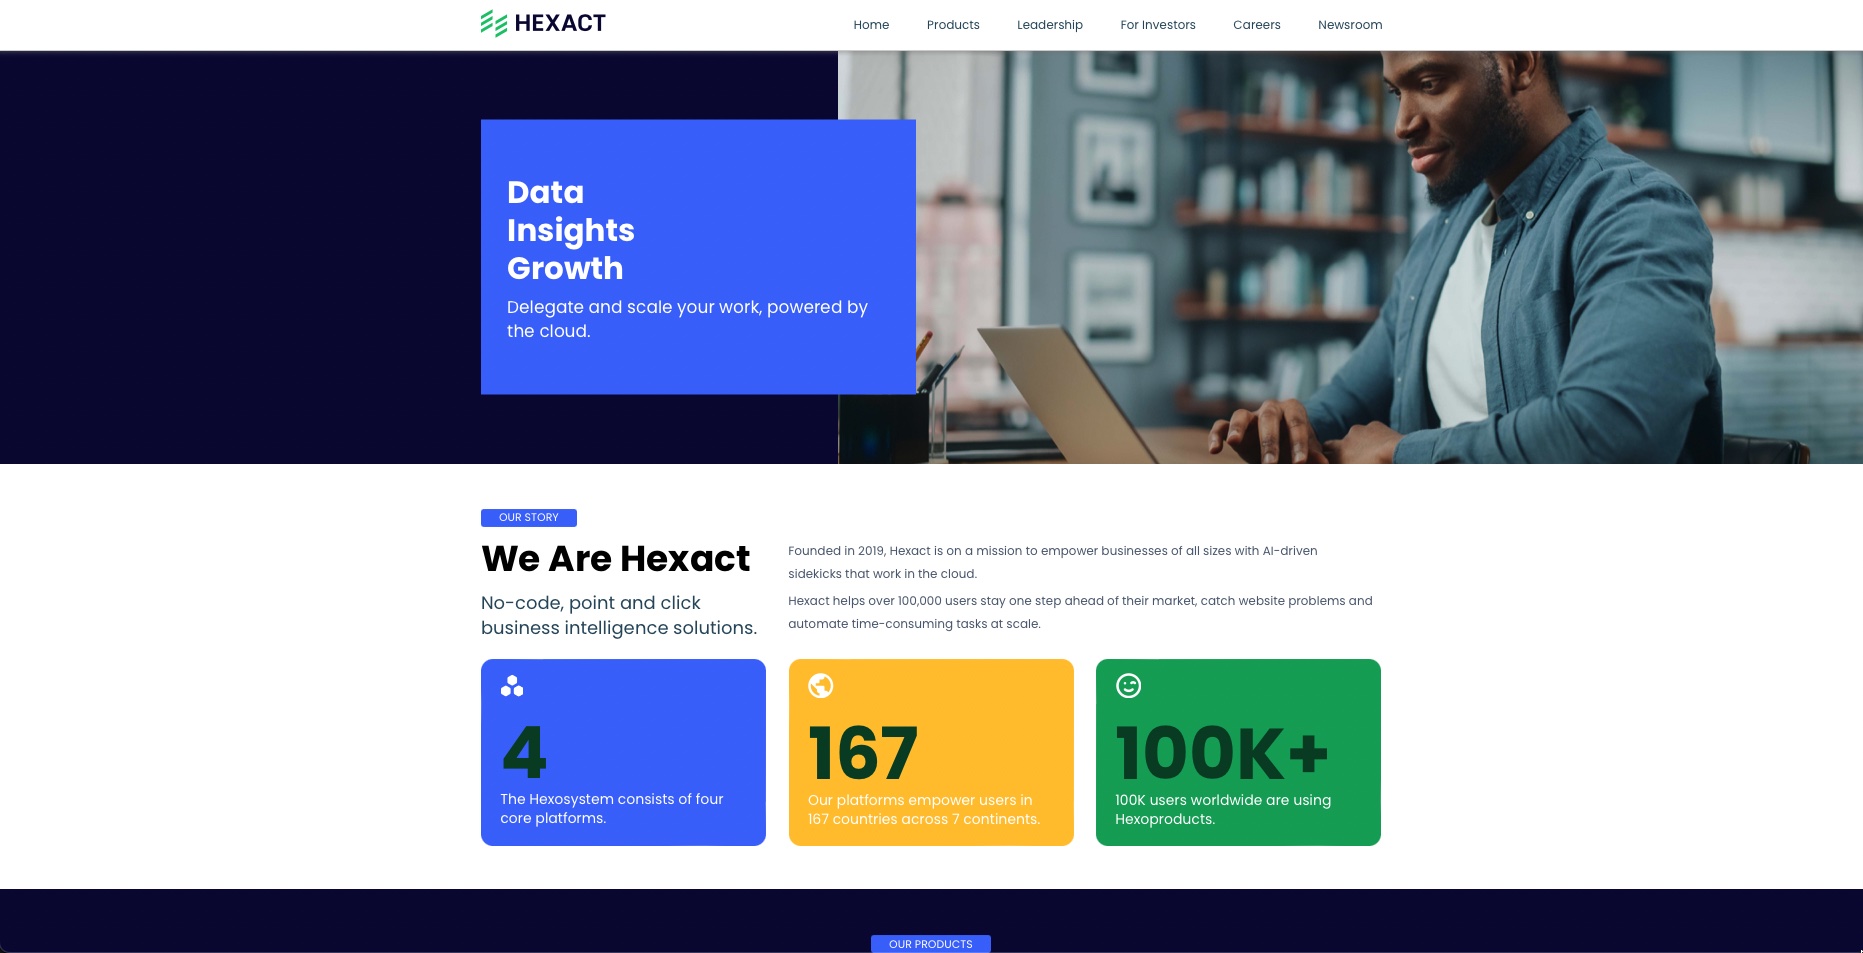 HEXACT
Home
Products
Leadership
For Investors
Careers
Newsroom
Data
Insights
Growth
Delegate and scale your work, powered by
the cloud.
OUR STORY
We Are Hexact
No-code, point and click
business intelligence solutions.
Founded in 2019, Hexact is on a mission to empower businesses of all sizes with AI-driven
sidekicks that work in the cloud.
Hexact helps over 100,000 users stay one step ahead of their market, catch website problems and
automate time-consuming tasks at scale.
4
The Hexosystem consists of four
core platforms.
167
Our platforms empower users in
167 countries across 7 continents.
100K+
100K users worldwide are using
Hexoproducts.
OUR PRODUCTS